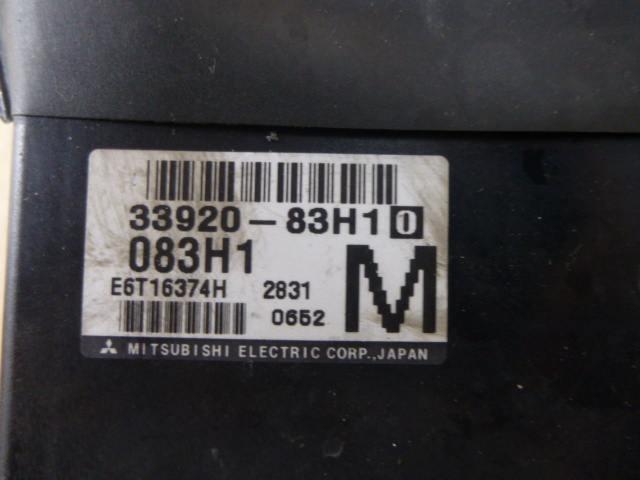 33920-83H10
083H1
M
E6T16374H 2831
0652
MITSUBISHI ELECTRIC CORP.,JAPAN